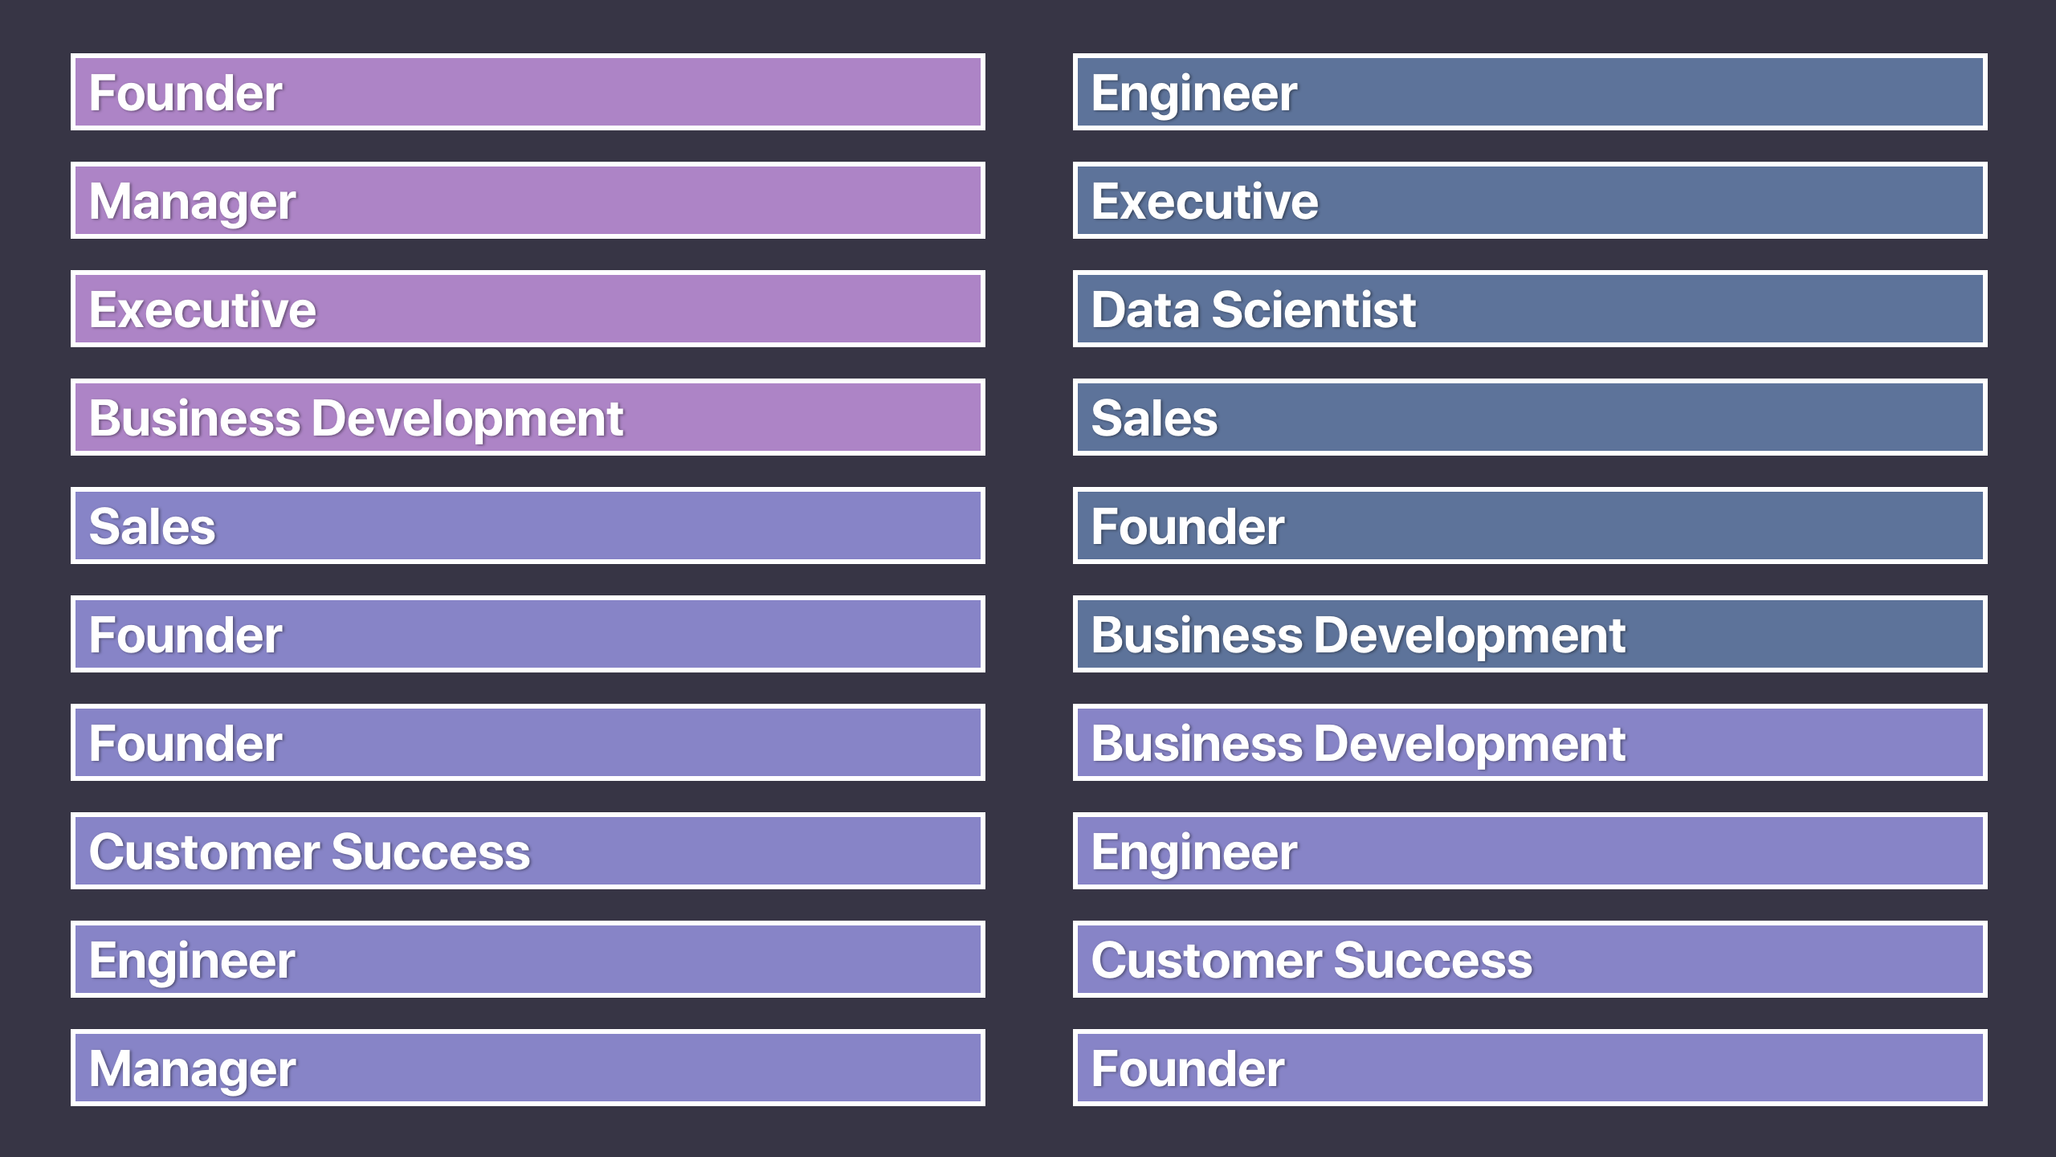 Founder
Manager
Executive
Business Development
Sales
Founder
Founder
Customer Success
Engineer
Manager
Engineer
Executive
Data Scientist
Sales
Founder
Business Development
Business Development
Engineer
Customer Success
Founder